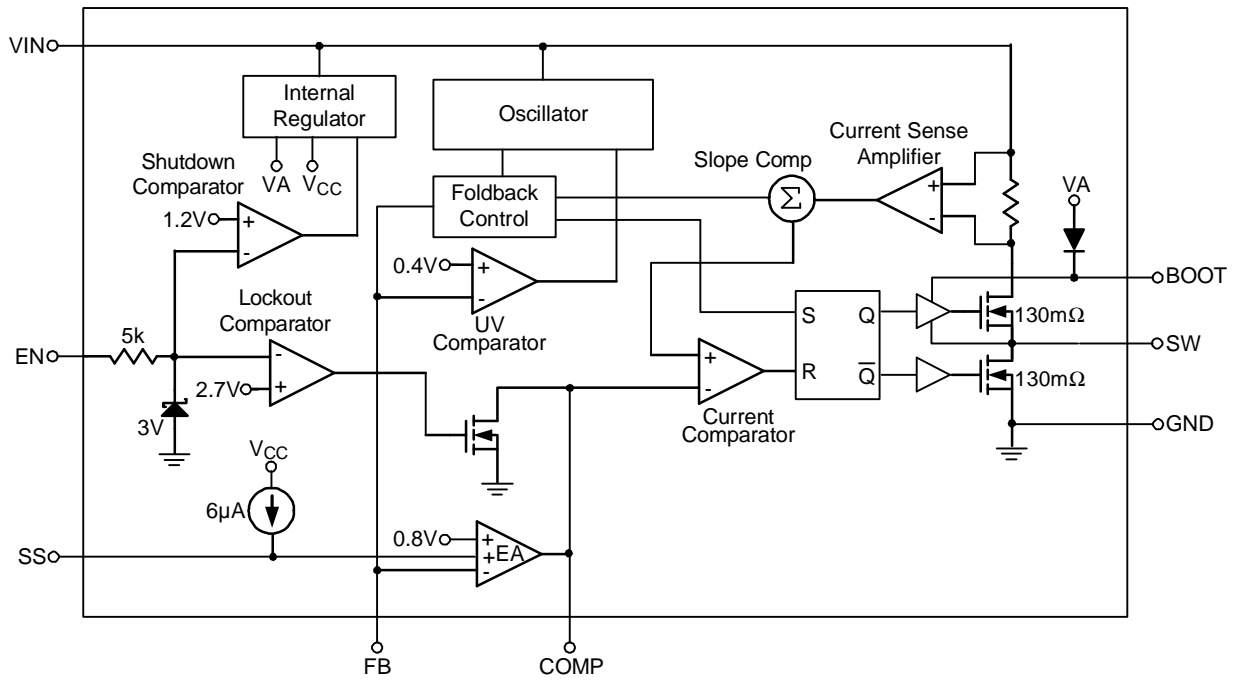 VIN
Internal
Regulator
Oscillator
Shutdown
Comparator
VA
VCC
Foldback
Control
Slope Comp
Σ
Current Sense
Amplifier
+
-
VA
1.2V
+
-
0.4V
+
-
UV
Comparator
BOOT
Lockout
Comparator
S
Q
130mΩ
5k
EN
-
2.7V
+
+
-
R
Q̅
SW
130mΩ
3V
Current
Comparator
GND
VCC
6µA
0.8V
+
+
EA
-
SS
FB
COMP